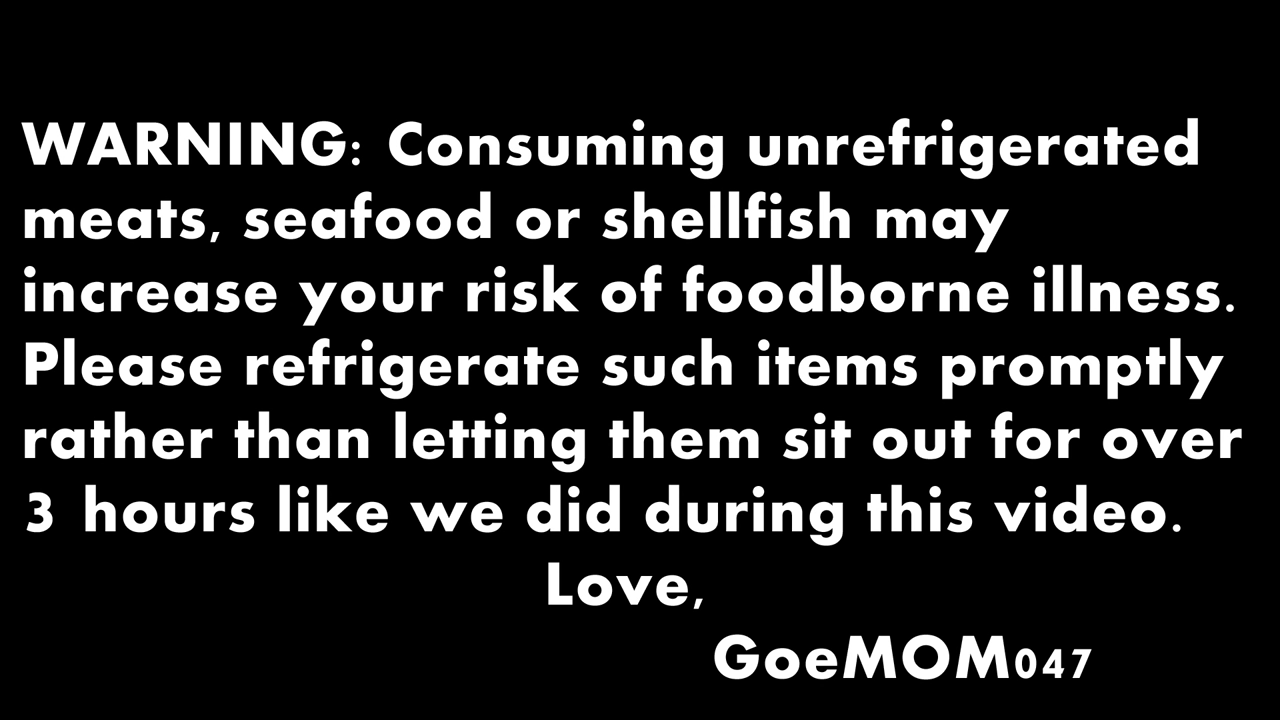 WARNING: Consuming unrefrigerated
meats, seafood or shellfish may
increase your risk of foodborne illness.
Please refrigerate such items promptly
rather than letting them sit out for over
3 hours like we did during this video.
Love,
GoeMOM047